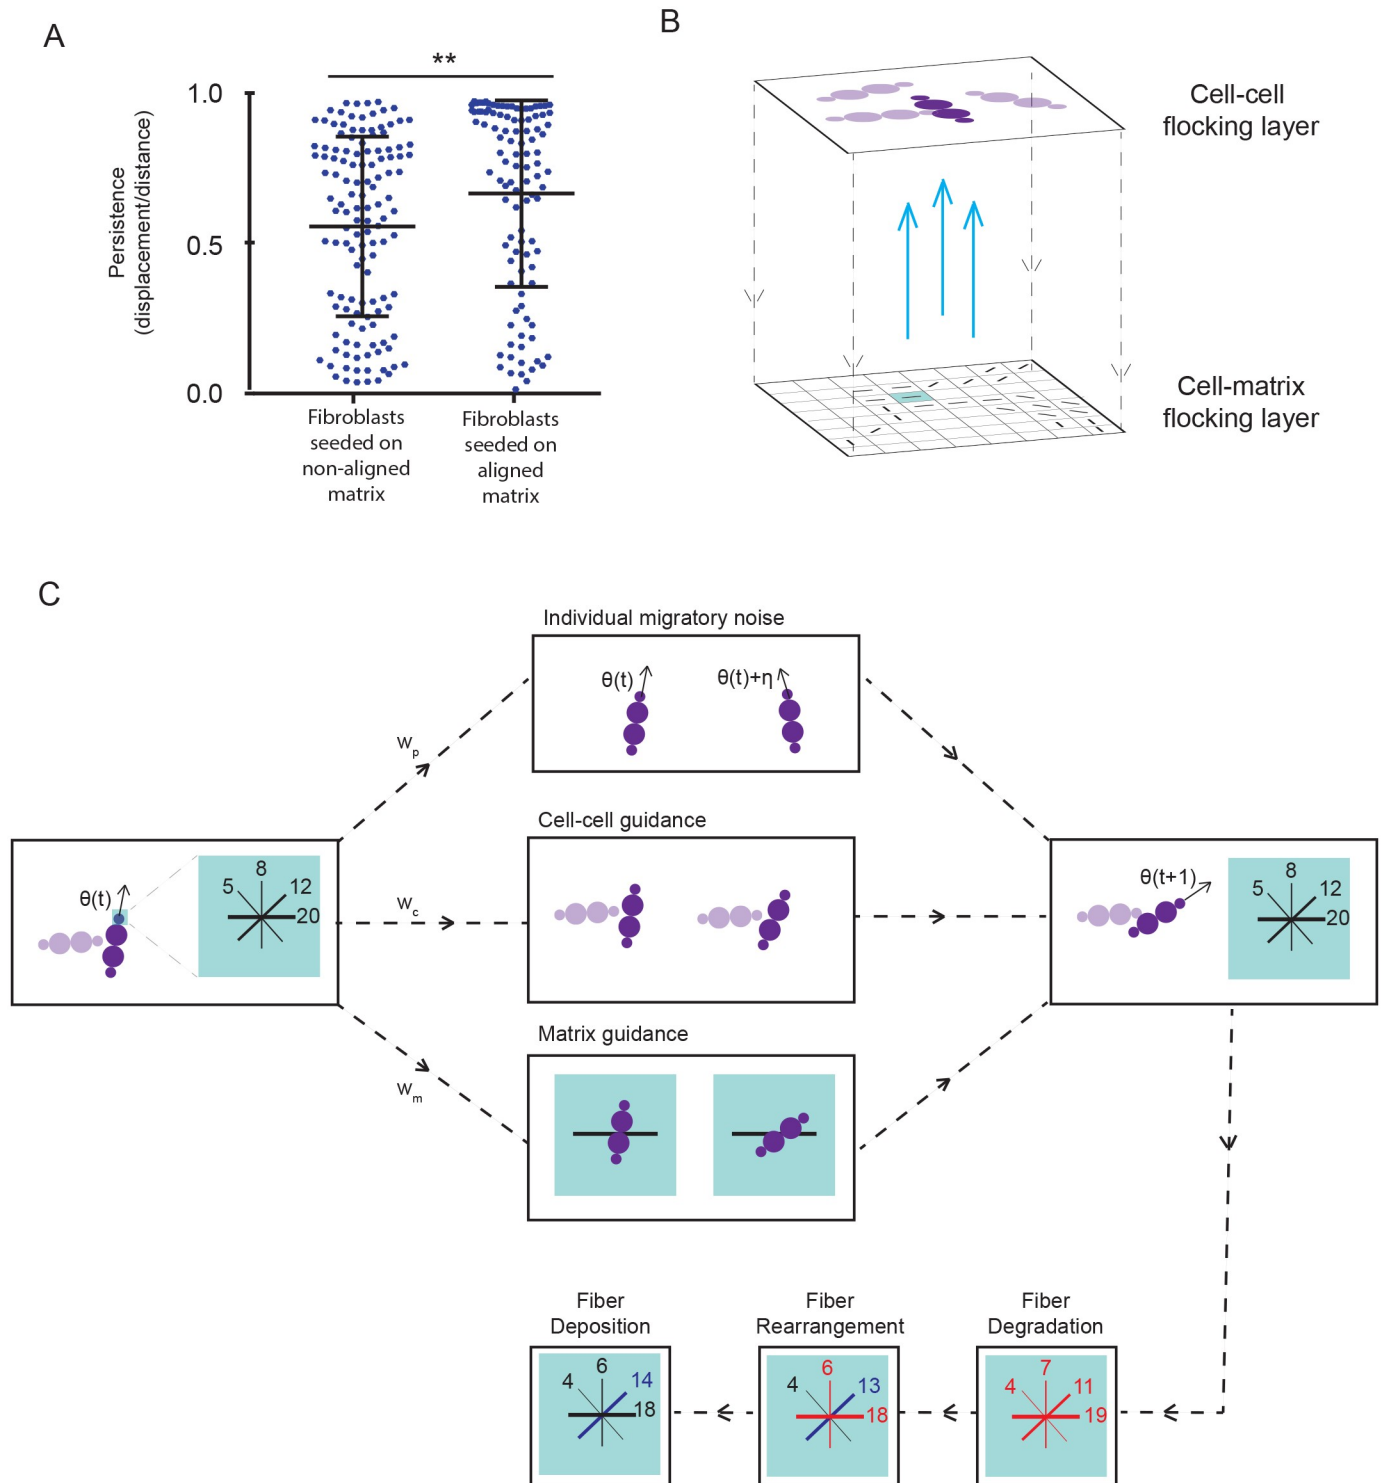 A
**
1.0
0.5
0.0
Persistence
(displacement/distance)
Fibroblasts
seeded on
non-aligned
matrix
Fibroblasts
seeded on
aligned
matrix
B
Cell-cell
flocking layer
Cell-matrix
flocking layer
C
Individual migratory noise
θ(t)
θ(t)+η
Wp
Cell-cell guidance
θ(t)
5
8
12
20
Wc
θ(t+1)
5
8
12
20
Matrix guidance
Wm
Fiber
Deposition
4
6
14
18
Fiber
Rearrangement
4
6
13
18
Fiber
Degradation
4
7
11
19